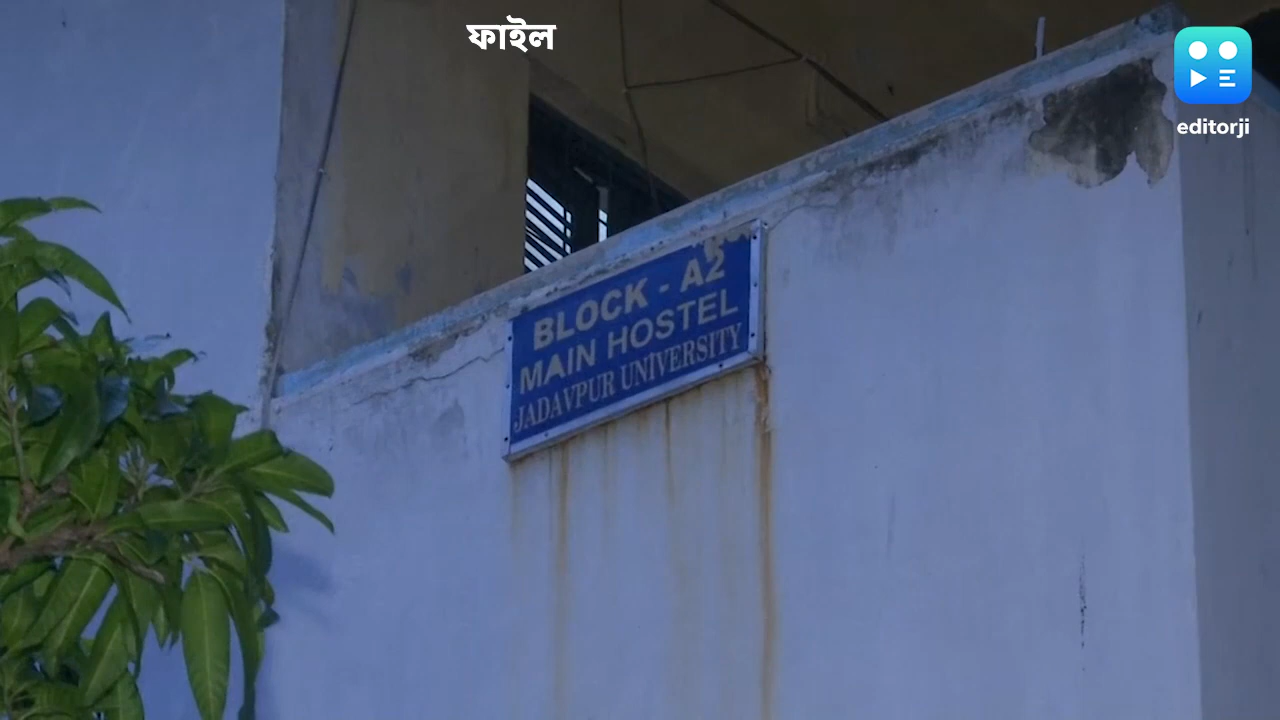 ফাইল
editorji
BLOCK - A2
MAIN HOSTEL
JADAVPUR UNIVERSITY